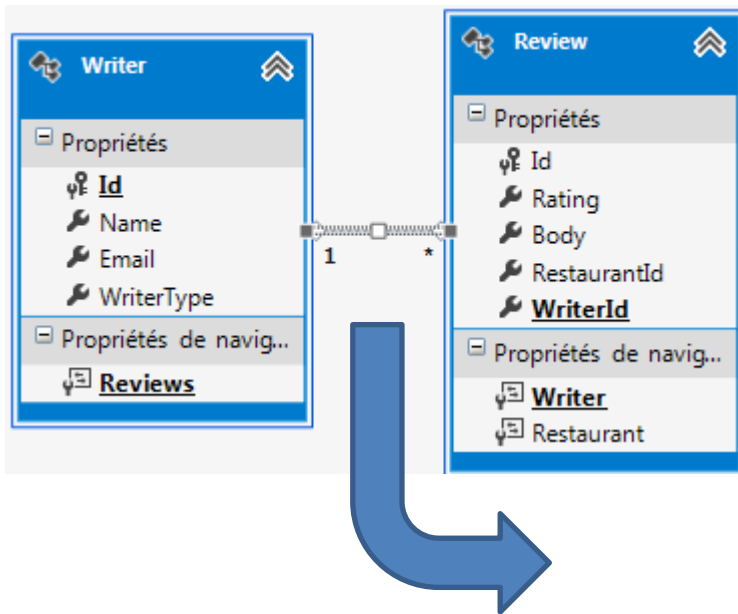 Writer
Propriétés
Id
Name
Email
WriterType
Propriétés de navig...
Reviews
1
*
Review
Propriétés
Id
Rating
Body
RestaurantId
WriterId
Propriétés de navig...
Writer
Restaurant